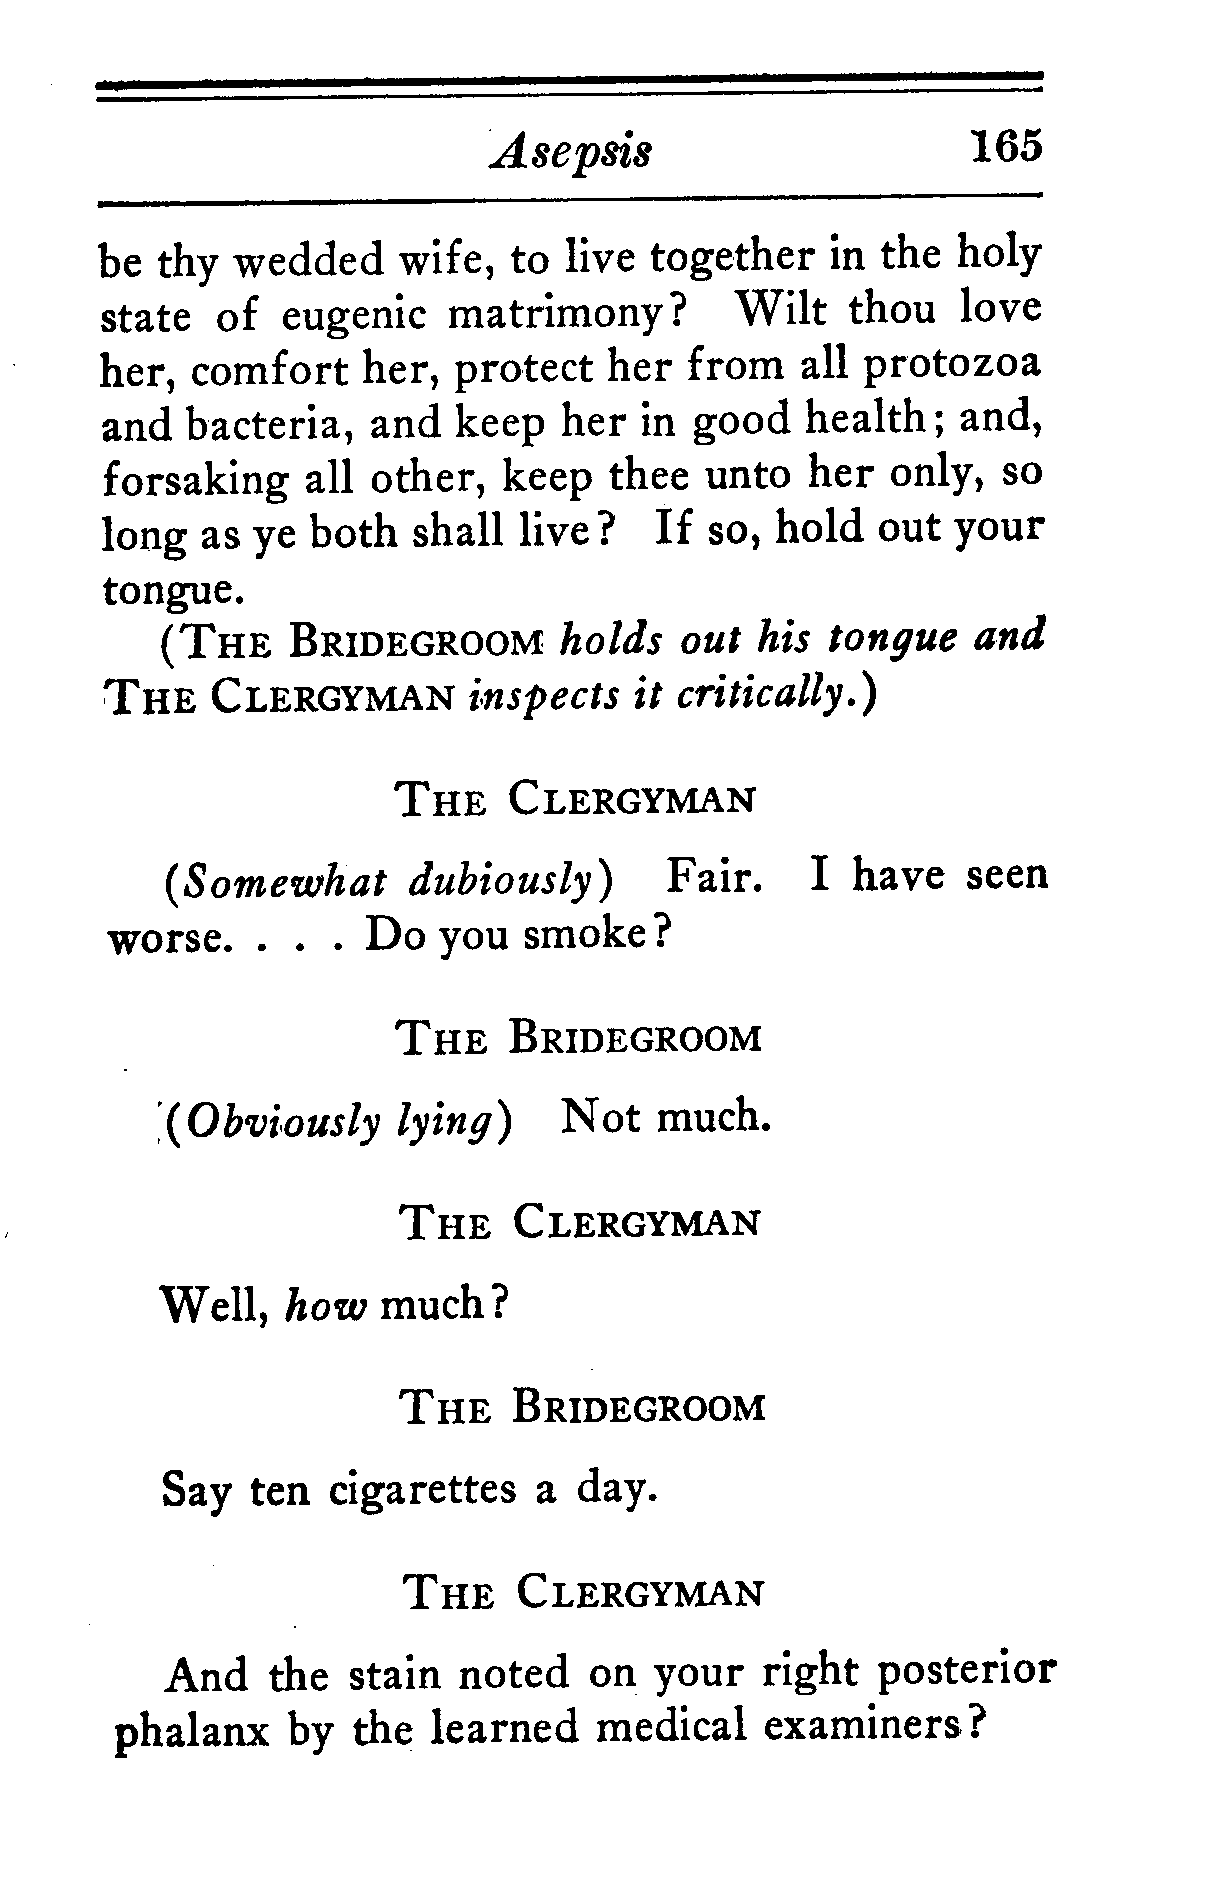 Asepsis 165
be thy wedded wife, to live together in the holy
state of eugenic matrimony? Wilt thou love
her, comfort her, protect her from all protozoa
and bacteria, and keep her in good health; and,
forsaking all other, keep thee unto her only, so
long as ye both shall live? If so, hold out your
tongue.
(THE BRIDEGROOM holds out his tongue and
THE CLERGYMAN inspects it critically.)
THE CLERGYMAN
(Somewhat dubiously) Fair. I have seen
worse. . . . Do you smoke?
THE BRIDEGROOM
(Obviously lying) Not much.
THE CLERGYMAN
Well, how much?
THE BRIDEGROOM
Say ten cigarettes a day.
THE CLERGYMAN
And the stain noted on your right posterior
phalanx by the learned medical examiners?